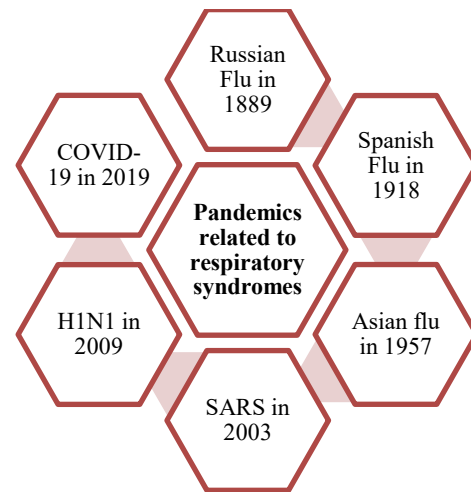 Russian
Flu in
1889
Spanish
Flu in
1918
Asian flu
in 1957
SARS in
2003
H1N1 in
2009
COVID-
19 in 2019
Pandemics
related to
respiratory
syndromes